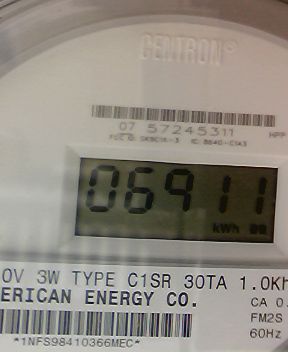 CENTRON®
07 57245311
06911
kWh
0V 3W TYPE C1SR 30TA 1.0Kh
ERICAN ENERGY CO.
CA 0.
FM2S
60Hz
*1NFS98410366MEC*